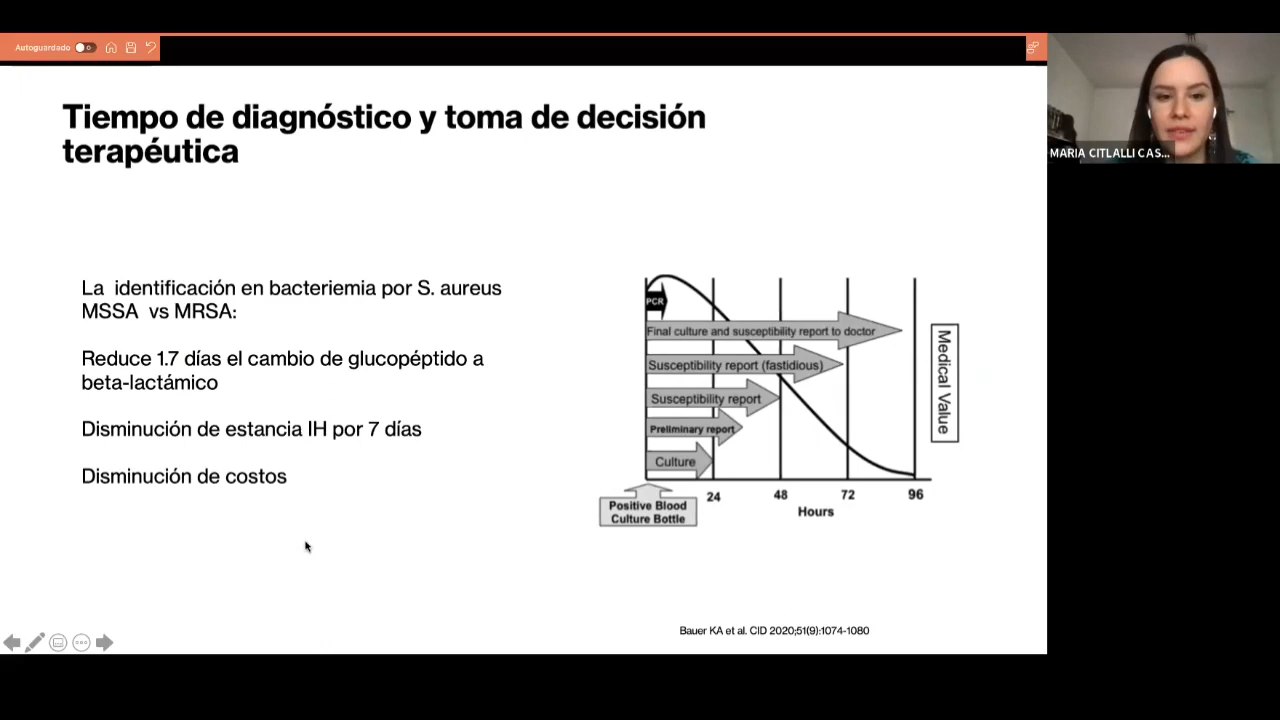 Autoguardado
Tiempo de diagnóstico y toma de decisión
terapéutica
MARIA CITLALLI CAS...
La identificación en bacteriemia por S. aureus
MSSA vs MRSA:
Reduce 1.7 días el cambio de glucopéptido a
beta-lactámico
Disminución de estancia IH por 7 días
Disminución de costos
PCR
Final culture and susceptibility report to doctor
Susceptibility report (fastidious)
Susceptibility report
Preliminary report
Culture
Medical Value
24
48
72
96
Hours
Positive Blood
Culture Bottle
Bauer KA et al. CID 2020;51(9):1074-1080